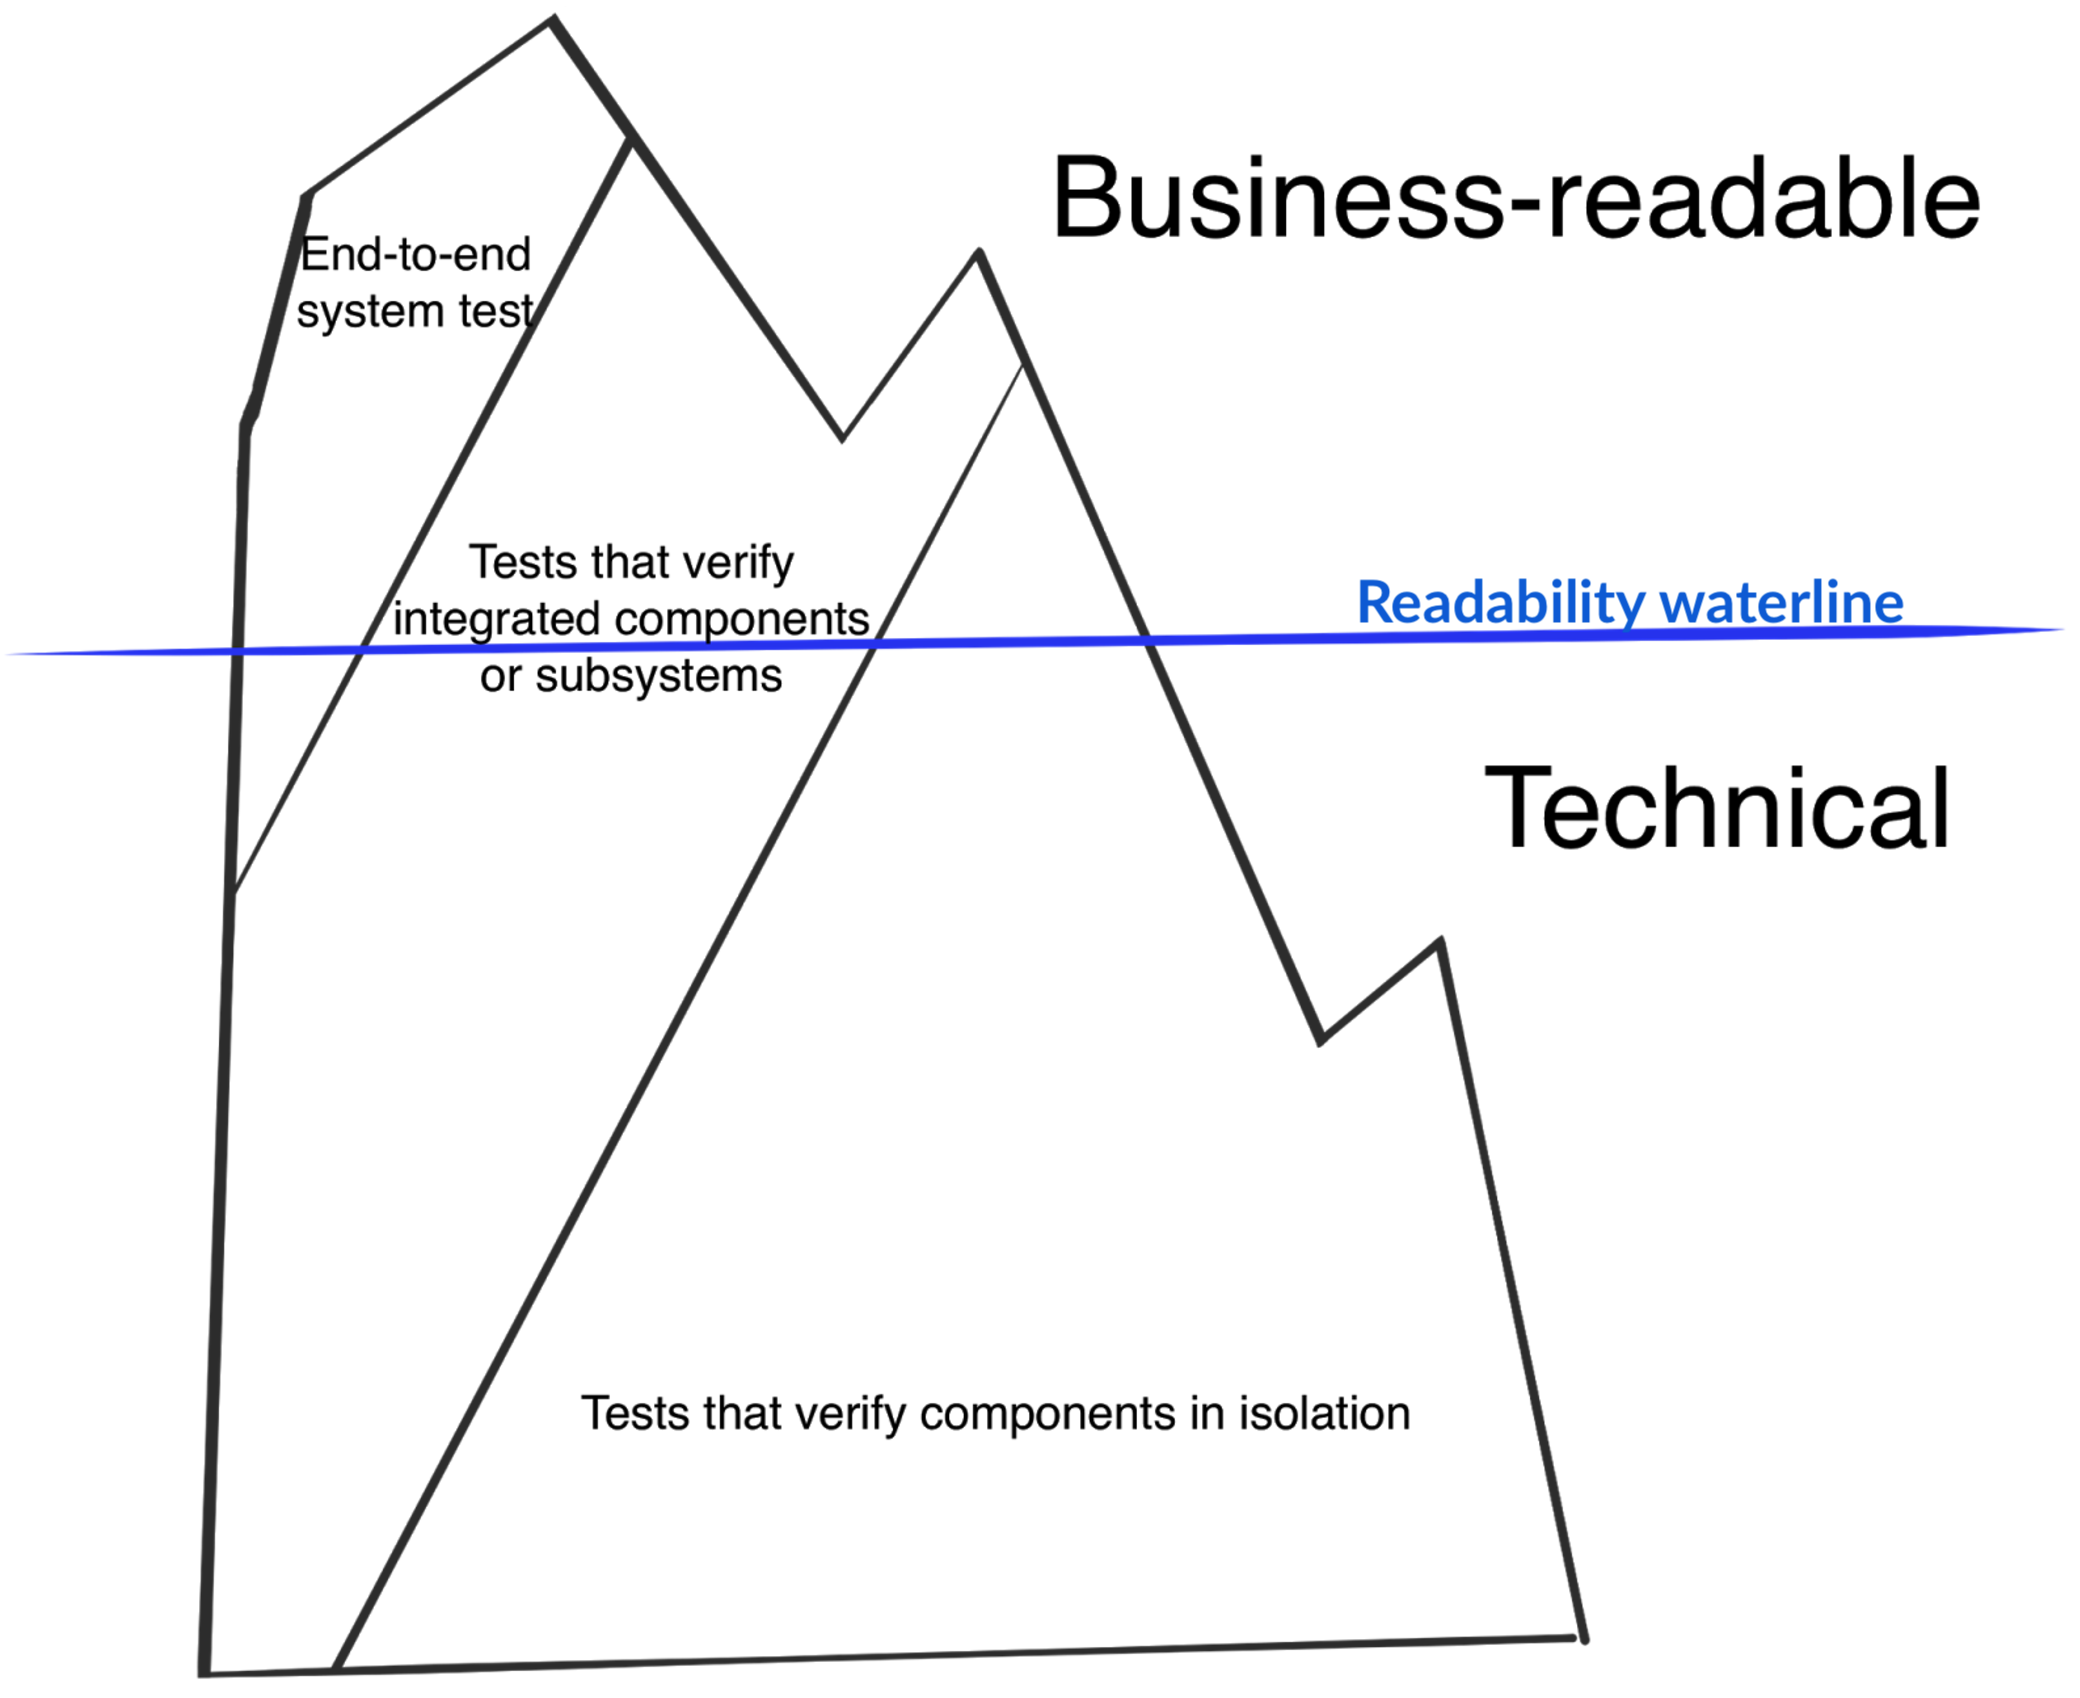 Business-readable
End-to-end
system test
Tests that verify
integrated components
or subsystems
Readability waterline
Technical
Tests that verify components in isolation